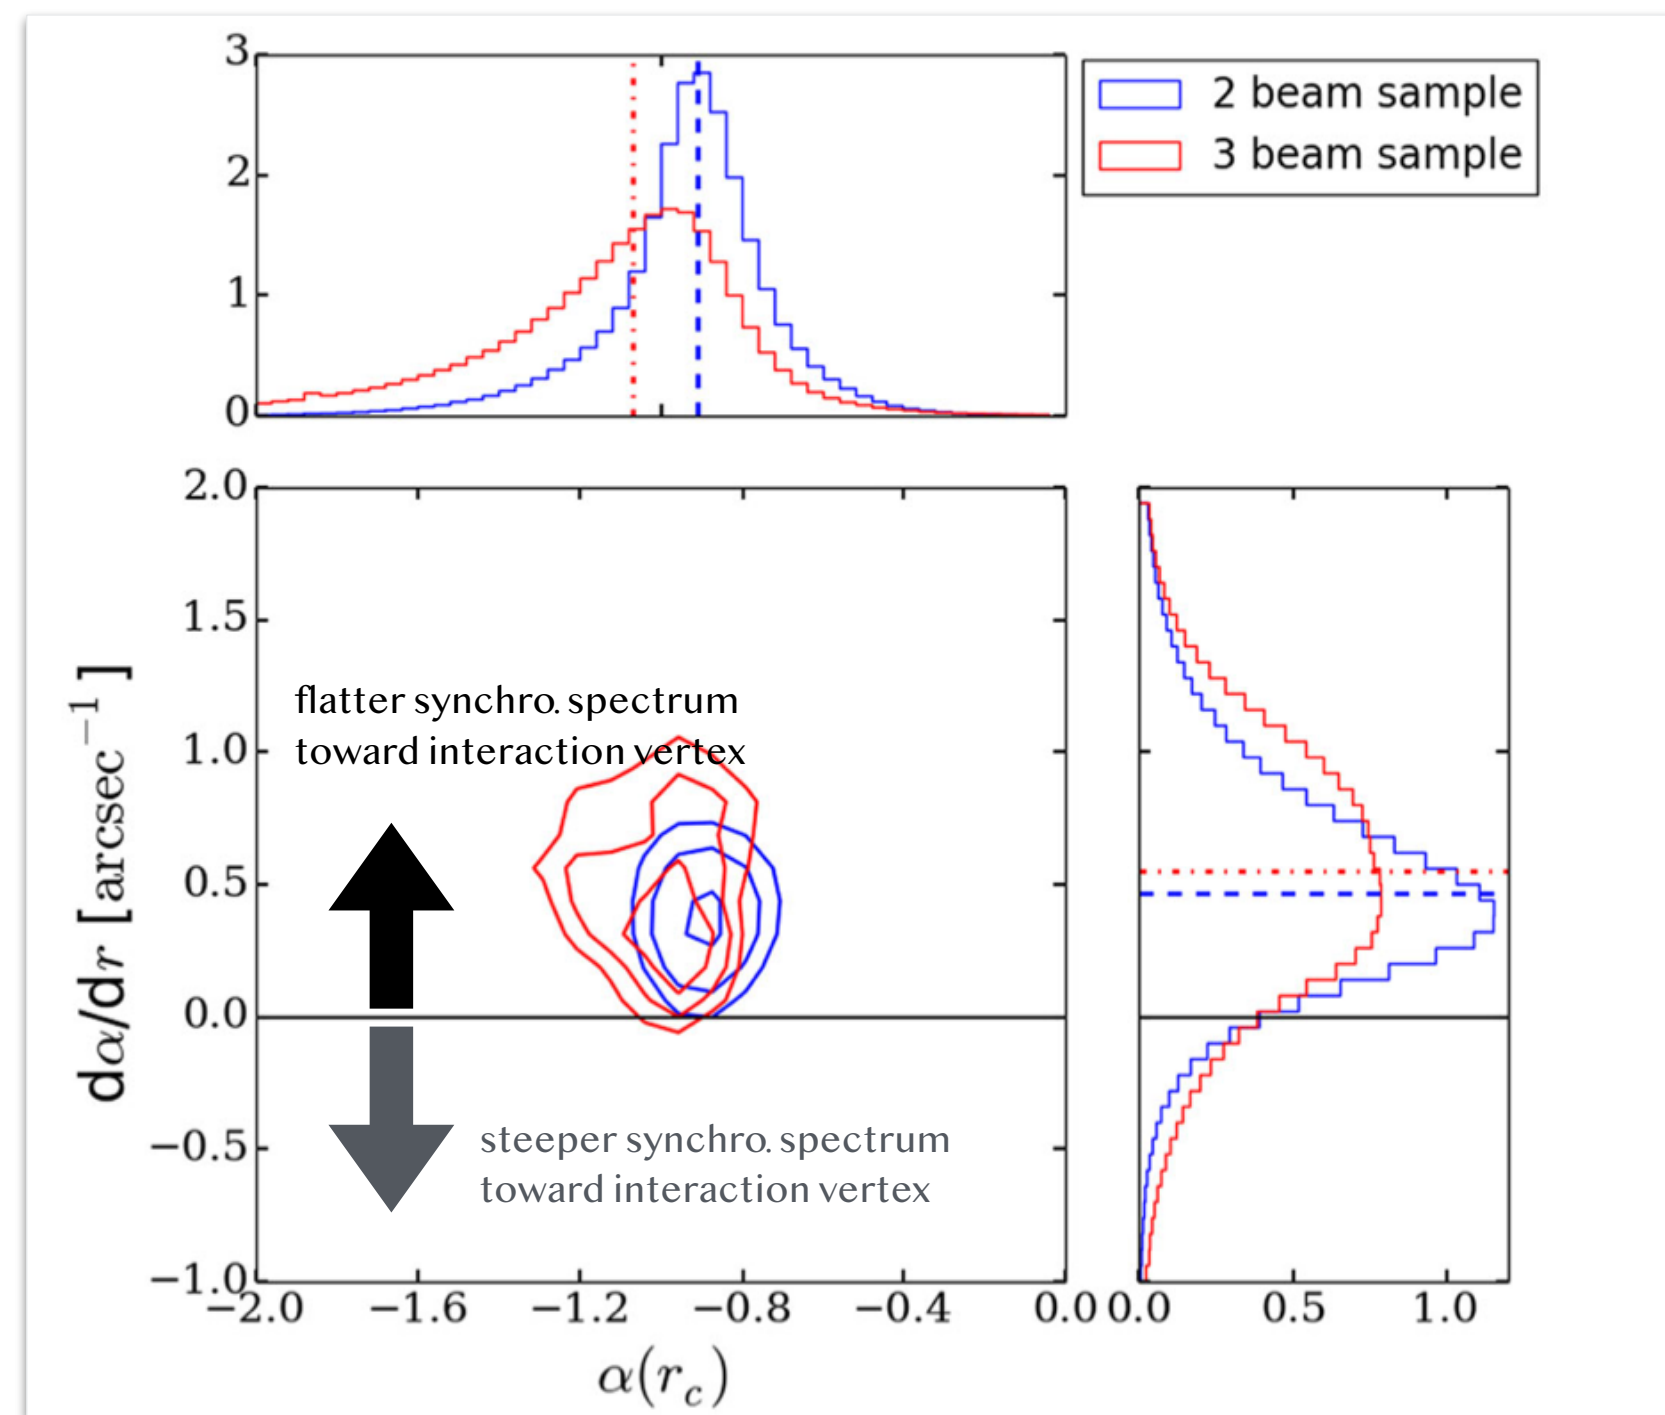 3
2
1
0
2 beam sample
3 beam sample
2.0
1.5
1.0
0.5
0.0
−0.5
−1.0
dα/dr [arcsec⁻¹]
flatter synchro. spectrum
toward interaction vertex
steeper synchro. spectrum
toward interaction vertex
−2.0 −1.6 −1.2 −0.8 −0.4 0.0
0.0 0.5 1.0
α(r_c)